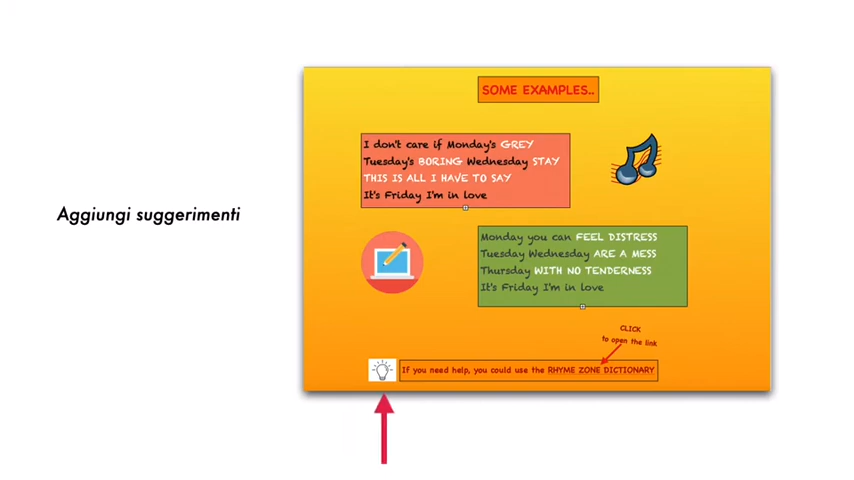 Aggiungi suggerimenti
SOME EXAMPLES..
I don't care if Monday's GREY
Tuesday's BORING Wednesday STAY
THIS IS ALL I HAVE TO SAY
It's Friday I'm in love
Monday you can FEEL DISTRESS
Tuesday Wednesday ARE A MESS
Thursday WITH NO TENDERNESS
It's Friday I'm in love
CLICK
to open the link
If you need help, you could use the RHYME ZONE DICTIONARY